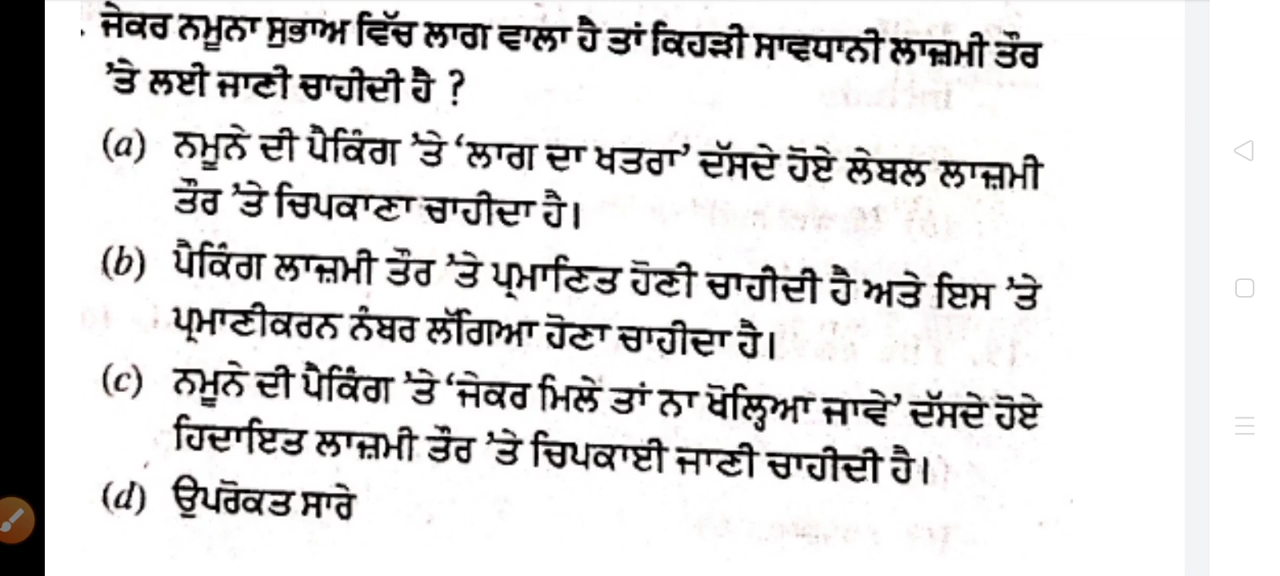 . ਜੇਕਰ ਨਮੂਨਾ ਸੁਭਾਅ ਵਿੱਚ ਲਾਗ ਵਾਲਾ ਹੈ ਤਾਂ ਕਿਹੜੀ ਸਾਵਧਾਨੀ ਲਾਜ਼ਮੀ ਤੌਰ
'ਤੇ ਲਈ ਜਾਣੀ ਚਾਹੀਦੀ ਹੈ ?
(a) ਨਮੂਨੇ ਦੀ ਪੈਕਿੰਗ 'ਤੇ 'ਲਾਗ ਦਾ ਖਤਰਾ' ਦੱਸਦੇ ਹੋਏ ਲੇਬਲ ਲਾਜ਼ਮੀ
ਤੌਰ 'ਤੇ ਚਿਪਕਾਣਾ ਚਾਹੀਦਾ ਹੈ।
(b) ਪੈਕਿੰਗ ਲਾਜ਼ਮੀ ਤੌਰ 'ਤੇ ਪ੍ਰਮਾਣਿਤ ਹੋਣੀ ਚਾਹੀਦੀ ਹੈ ਅਤੇ ਇਸ 'ਤੇ
ਪ੍ਰਮਾਣੀਕਰਨ ਨੰਬਰ ਲੱਗਿਆ ਹੋਣਾ ਚਾਹੀਦਾ ਹੈ।
(c) ਨਮੂਨੇ ਦੀ ਪੈਕਿੰਗ 'ਤੇ 'ਜੇਕਰ ਮਿਲੇ ਤਾਂ ਨਾ ਖੋਲ੍ਹਿਆ ਜਾਵੇ' ਦੱਸਦੇ ਹੋਏ
ਹਿਦਾਇਤ ਲਾਜ਼ਮੀ ਤੌਰ 'ਤੇ ਚਿਪਕਾਈ ਜਾਣੀ ਚਾਹੀਦੀ ਹੈ।
(d) ਉਪਰੋਕਤ ਸਾਰੇ